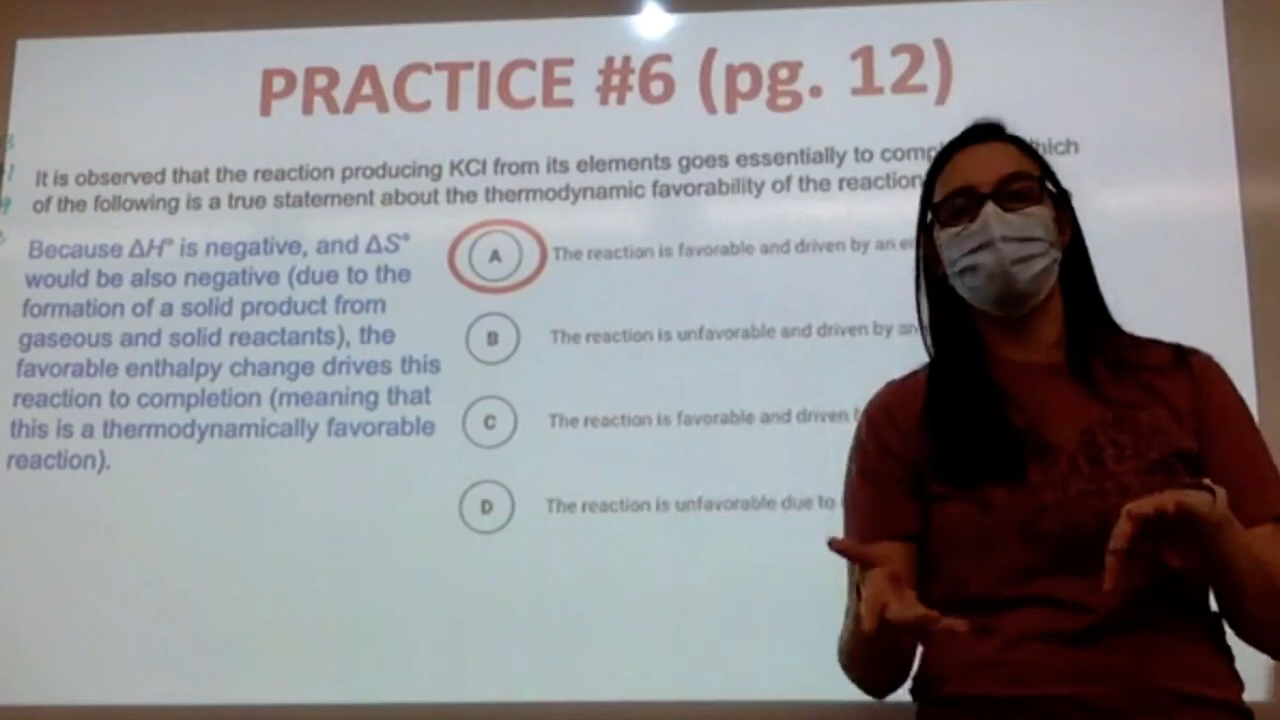 PRACTICE #6 (pg. 12)
It is observed that the reaction producing KCl from its elements goes essentially to
of the following is a true statement about the thermodynamic favorability of the reaction
Because ΔH° is negative, and ΔS°
would be also negative (due to the
formation of a solid product from
gaseous and solid reactants), the
favorable enthalpy change drives this
reaction to completion (meaning that
this is a thermodynamically favorable
reaction).
A The reaction is favorable and driven by an
B The reaction is unfavorable and driven by an
C The reaction is favorable and driven
D The reaction is unfavorable due to